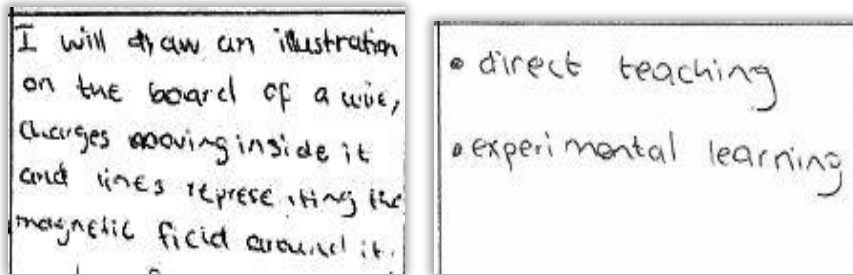 I will draw an illustration
on the board of a wire,
charges moving inside it
and lines representing the
magnetic field around it.
• direct teaching
• experimental learning